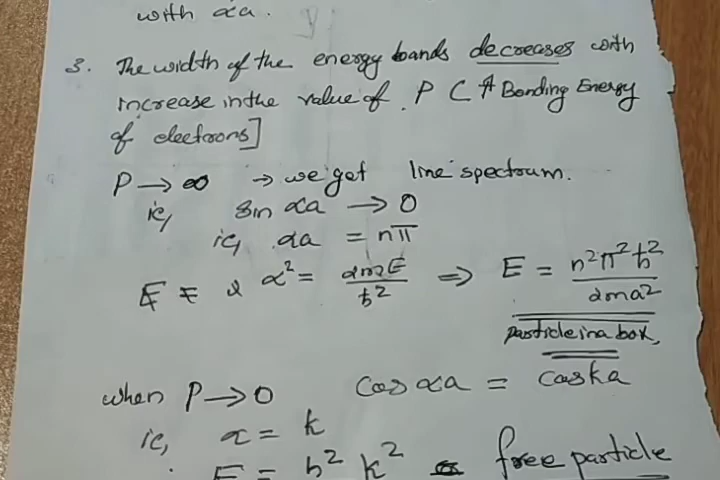 with αa.
3. The width of the energy bands decreases with
increase in the value of P ( ↑ Bonding Energy
of electrons]
P → ∞ → we get line spectrum.
ie, sin αa → 0
ie, αa = nπ
α² = 2mE/ħ² ⇒ E = n²π²ħ²/2ma²
particle in a box,
when P → 0 cos αa = cos ka
ie, α = k
E = ħ² k² free particle